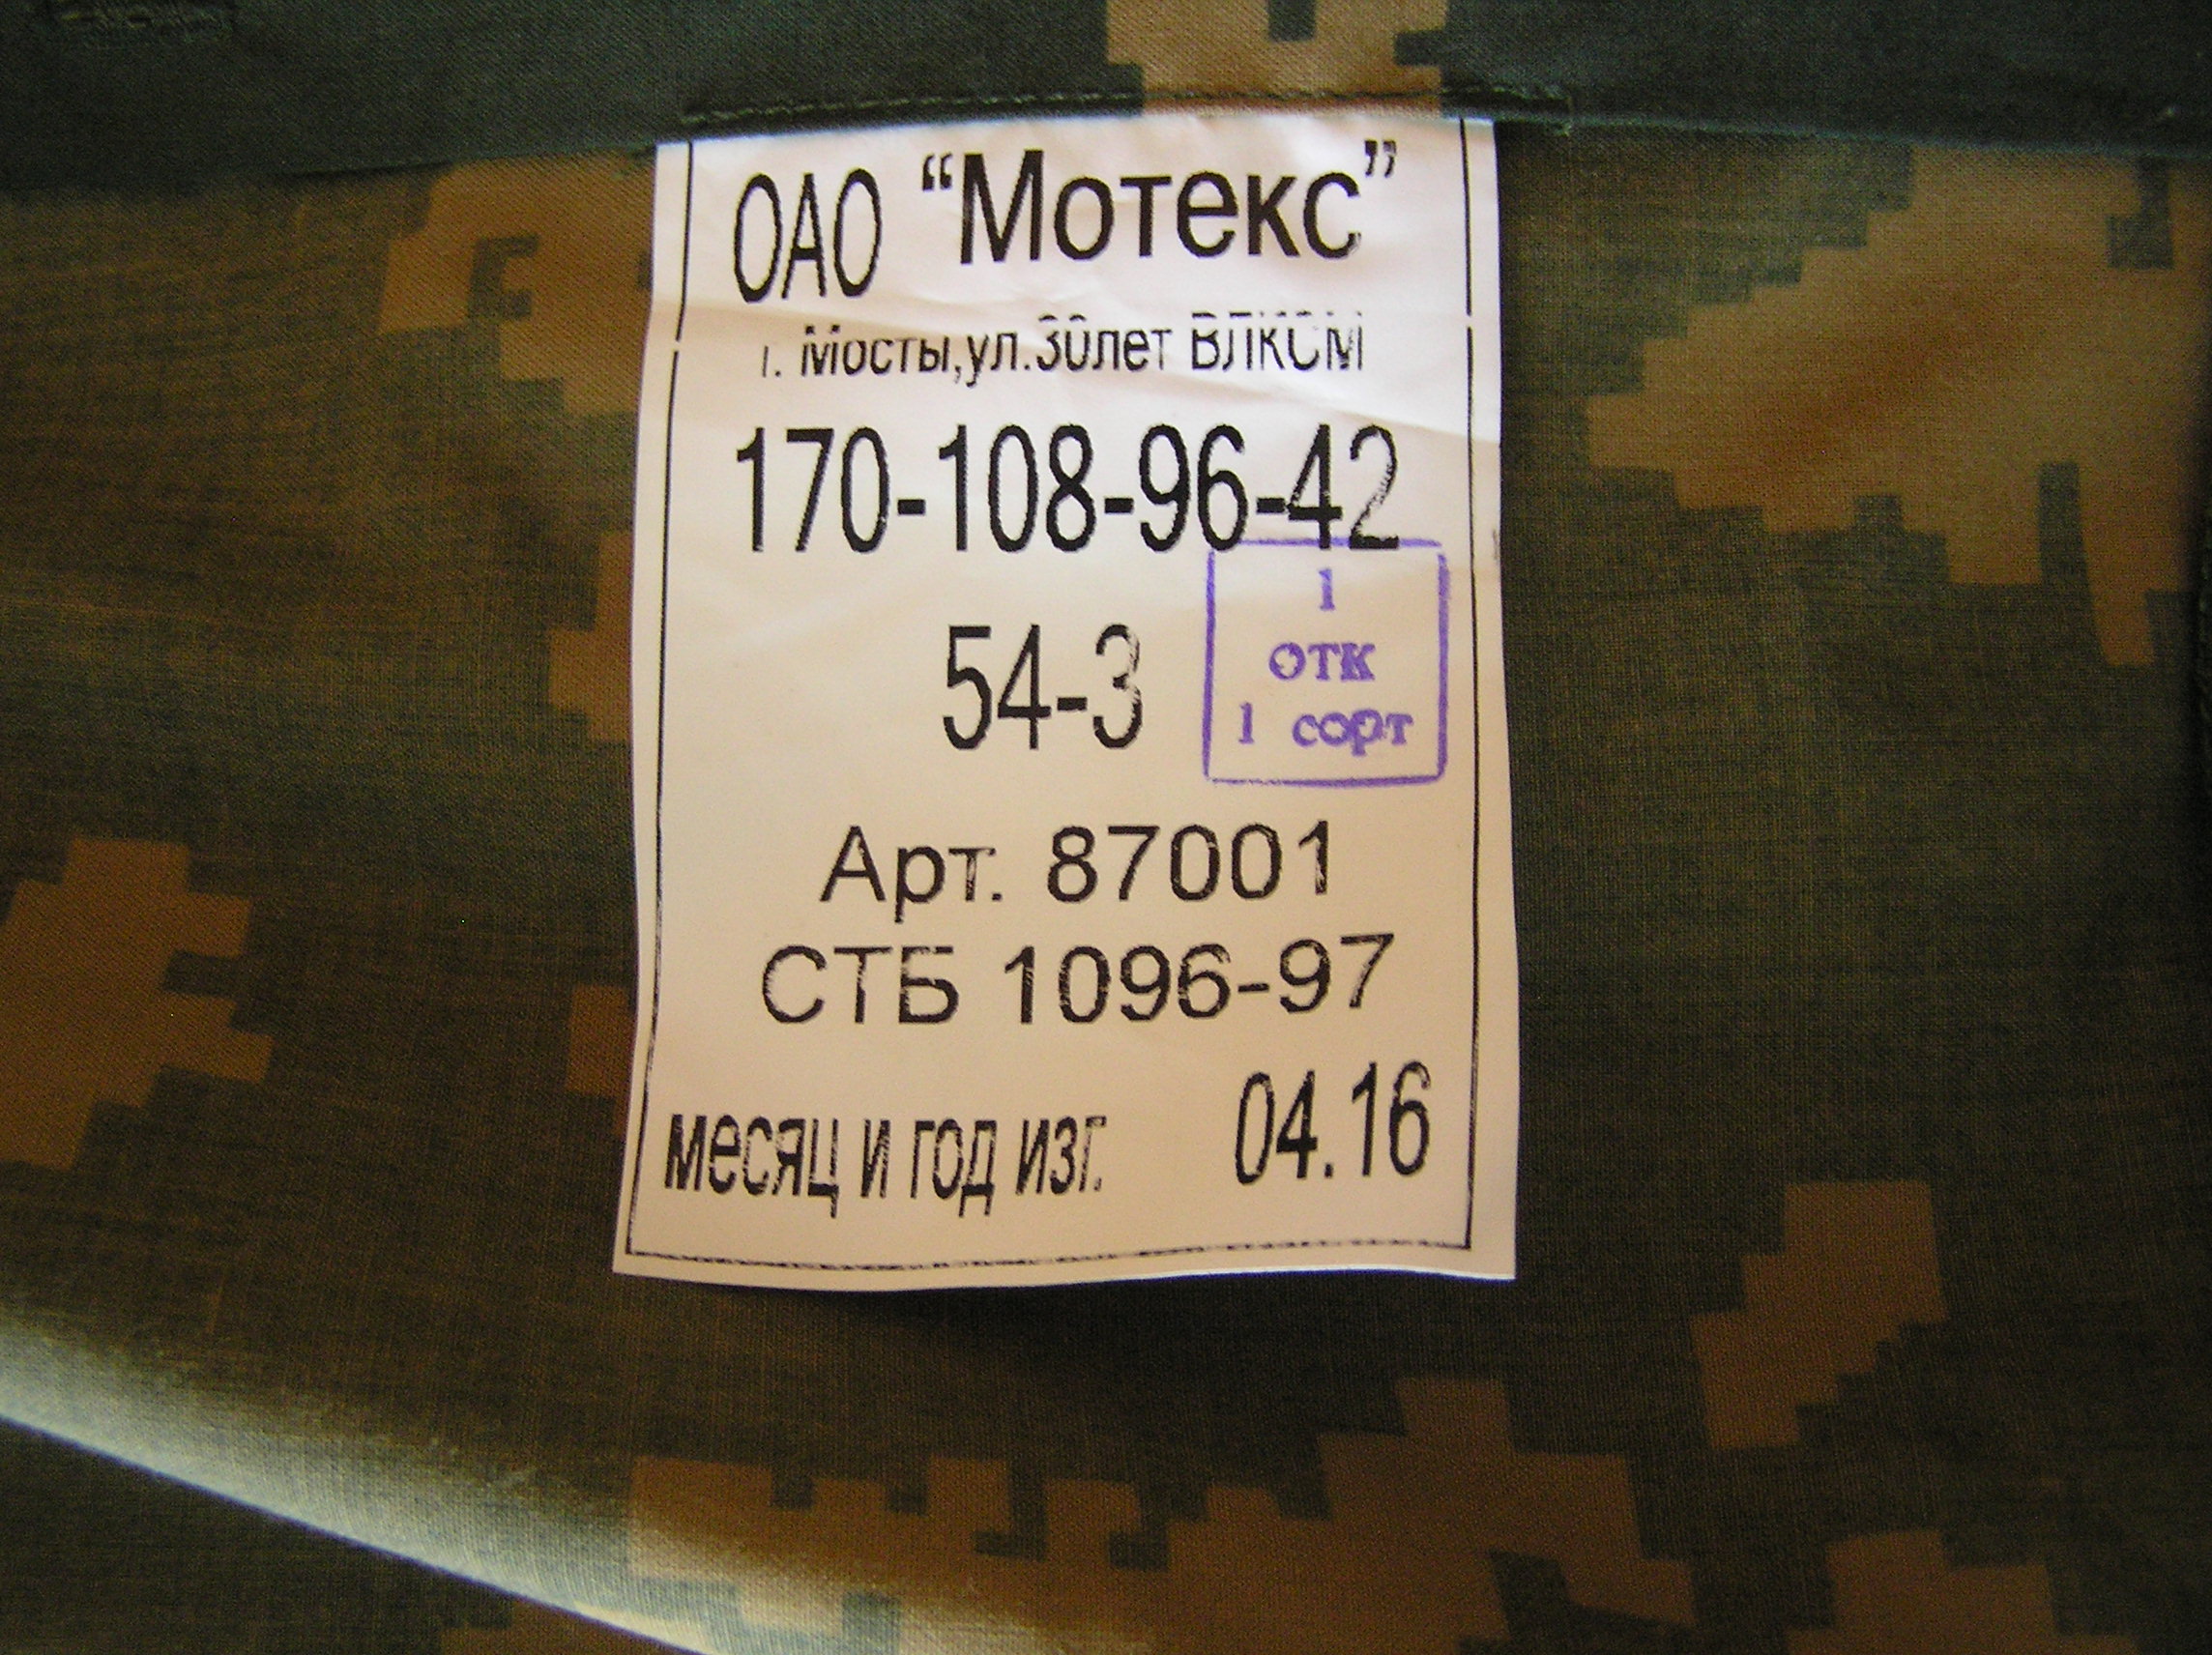 ОАО “Мотекс”
г. Мосты,ул.30лет ВЛКСМ
170-108-96-42
54-3
1
ОТК
1 сорт
Арт. 87001
СТБ 1096-97
месяц и год изг. 04.16